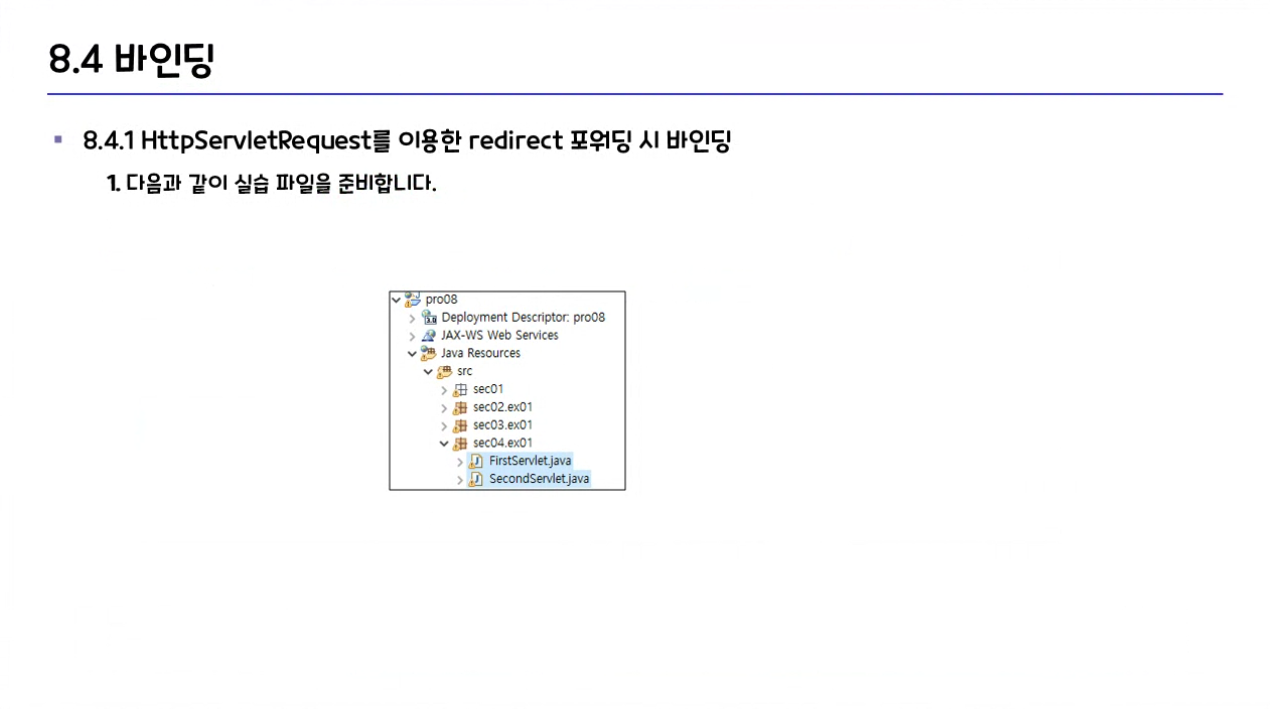 8.4 바인딩
8.4.1 HttpServletRequest를 이용한 redirect 포워딩 시 바인딩
1. 다음과 같이 실습 파일을 준비합니다.
pro08
Deployment Descriptor: pro08
JAX-WS Web Services
Java Resources
src
sec01
sec02.ex01
sec03.ex01
sec04.ex01
FirstServlet.java
SecondServlet.java